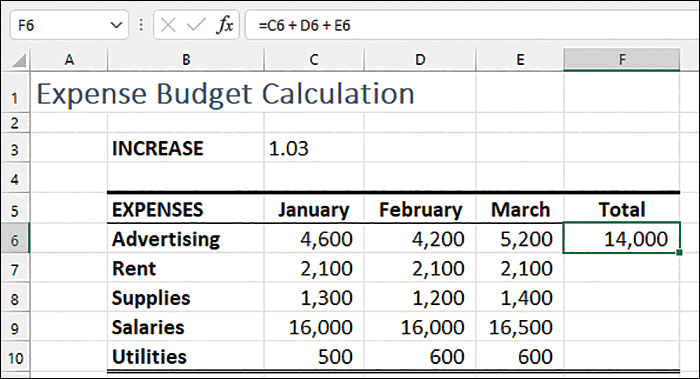 F6 fx =C6 + D6 + E6
A B C D E F
1 Expense Budget Calculation
2
3 INCREASE 1.03
4
5 EXPENSES January February March Total
6 Advertising 4,600 4,200 5,200 14,000
7 Rent 2,100 2,100 2,100
8 Supplies 1,300 1,200 1,400
9 Salaries 16,000 16,000 16,500
10 Utilities 500 600 600